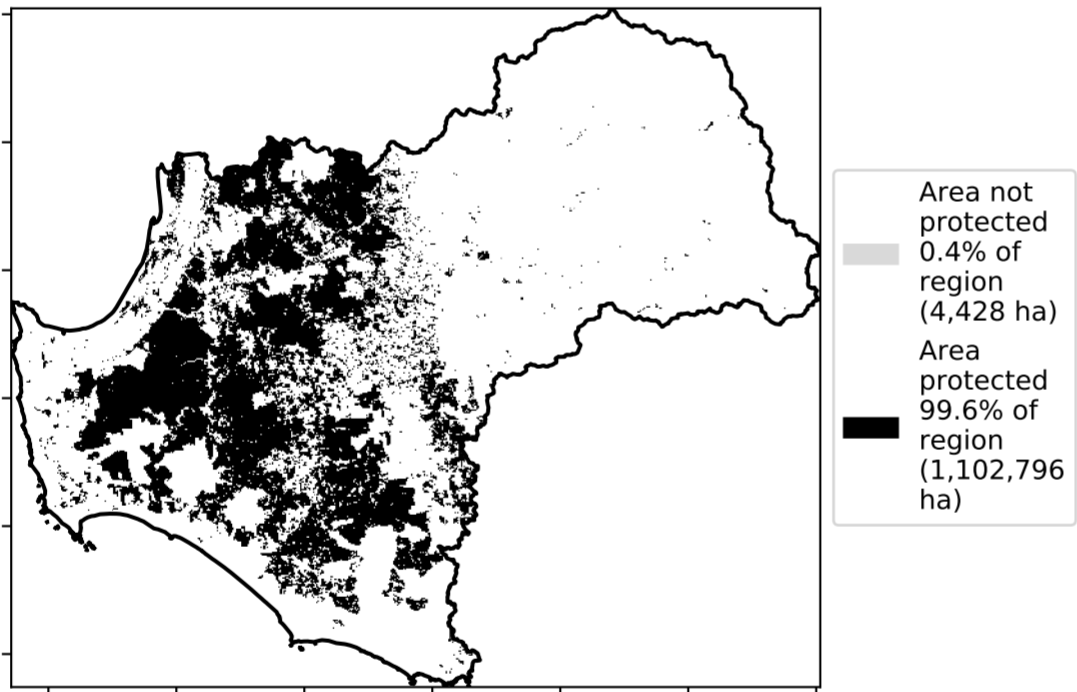 Area not
protected
0.4% of
region
(4,428 ha)
Area
protected
99.6% of
region
(1,102,796
ha)